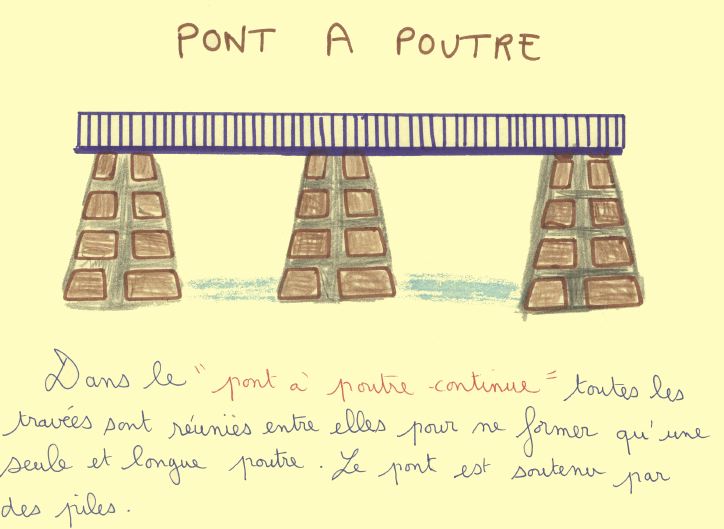 PONT A POUTRE
Dans le "pont à poutre continue" toutes les
travées sont réunies entre elles pour ne former qu'une
seule et longue poutre. Le pont est soutenu par
des piles.